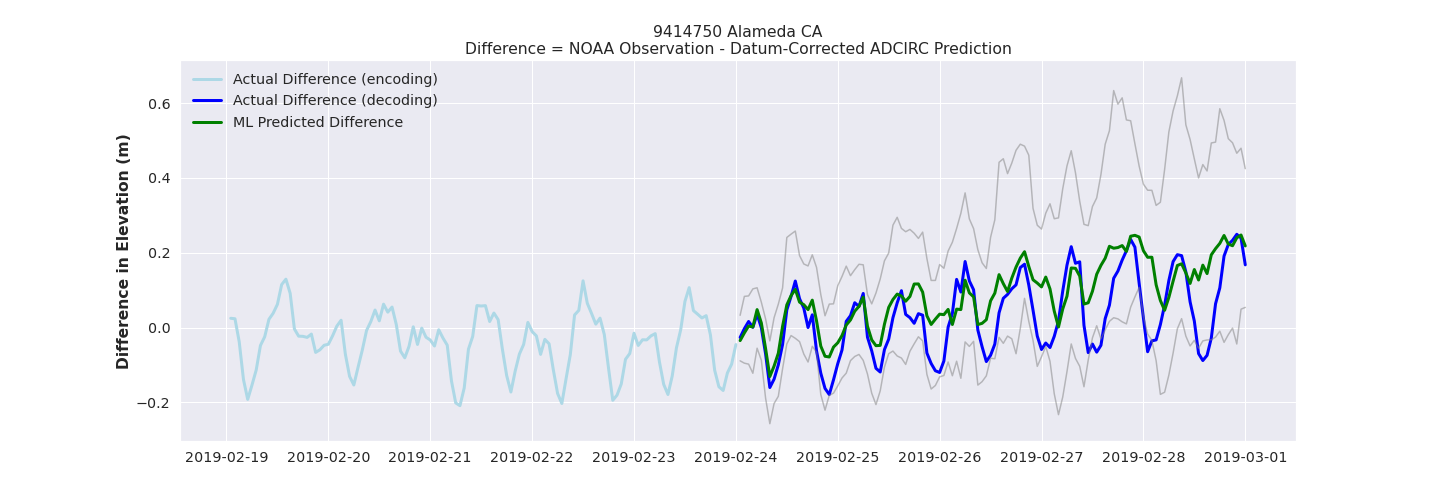 9414750 Alameda CA
Difference = NOAA Observation - Datum-Corrected ADCIRC Prediction
Actual Difference (encoding)
Actual Difference (decoding)
ML Predicted Difference
Difference in Elevation (m)
0.6
0.4
0.2
0.0
−0.2
2019-02-19 2019-02-20 2019-02-21 2019-02-22 2019-02-23 2019-02-24 2019-02-25 2019-02-26 2019-02-27 2019-02-28 2019-03-01